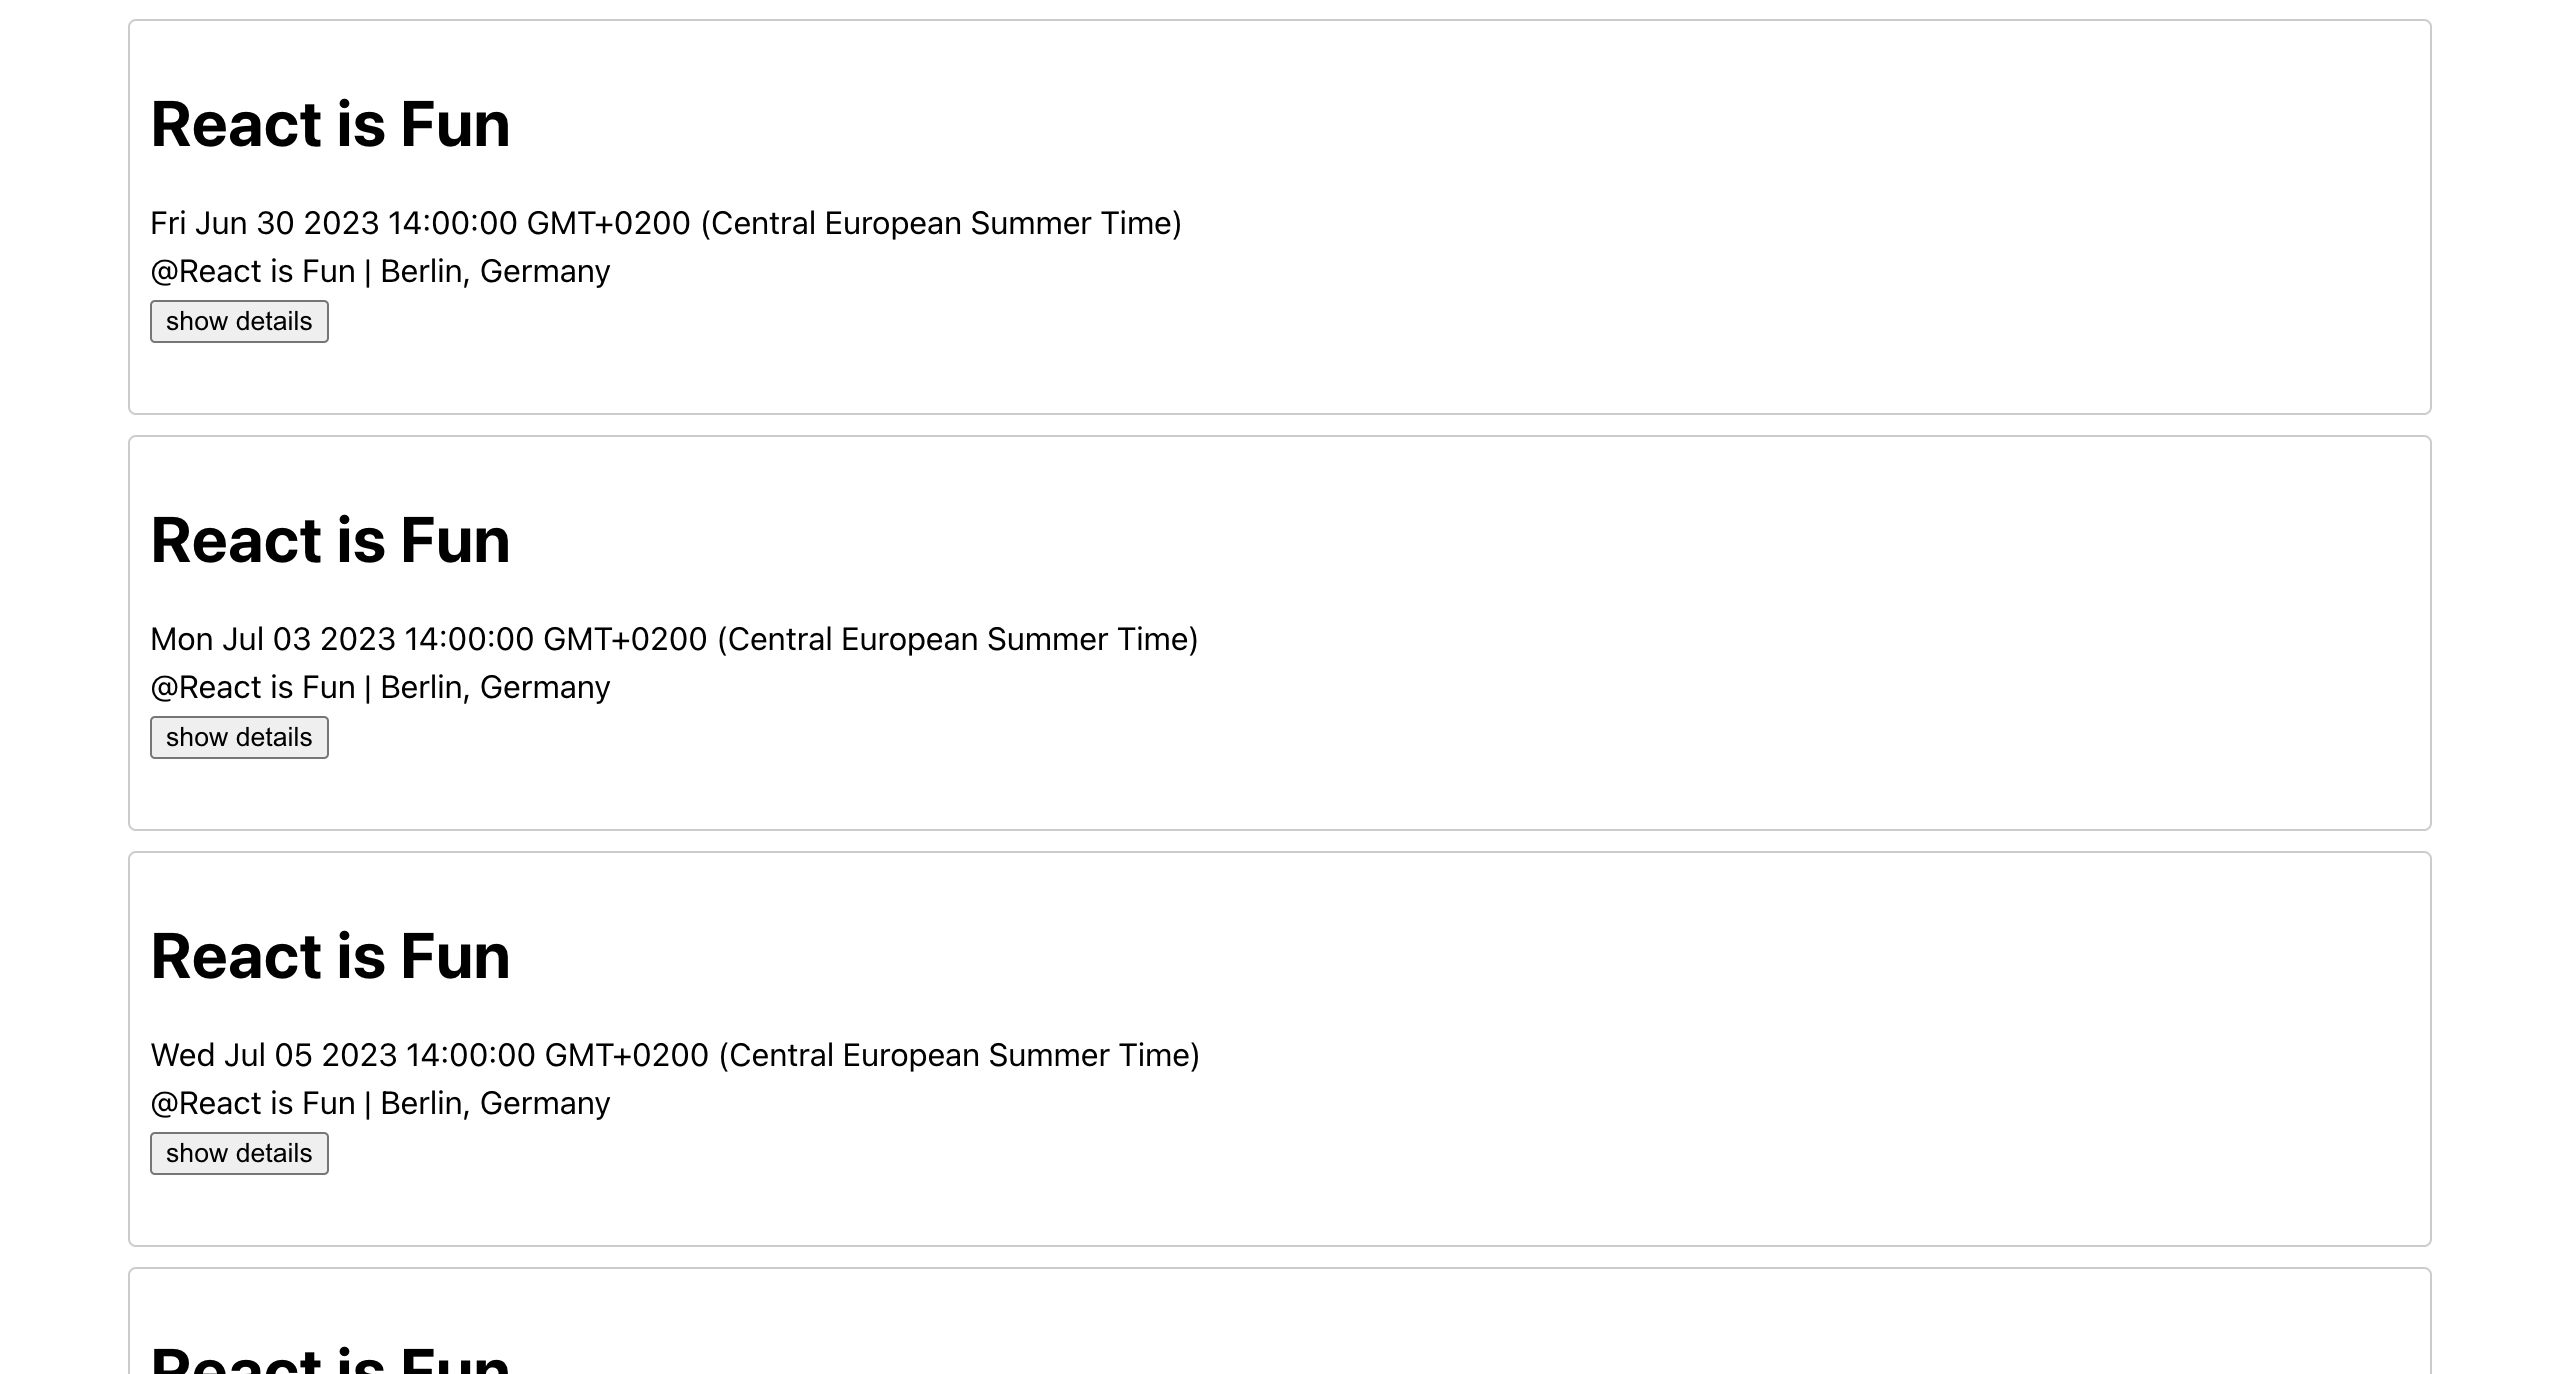 React is Fun
Fri Jun 30 2023 14:00:00 GMT+0200 (Central European Summer Time)
@React is Fun | Berlin, Germany
show details
React is Fun
Mon Jul 03 2023 14:00:00 GMT+0200 (Central European Summer Time)
@React is Fun | Berlin, Germany
show details
React is Fun
Wed Jul 05 2023 14:00:00 GMT+0200 (Central European Summer Time)
@React is Fun | Berlin, Germany
show details
React is Fun